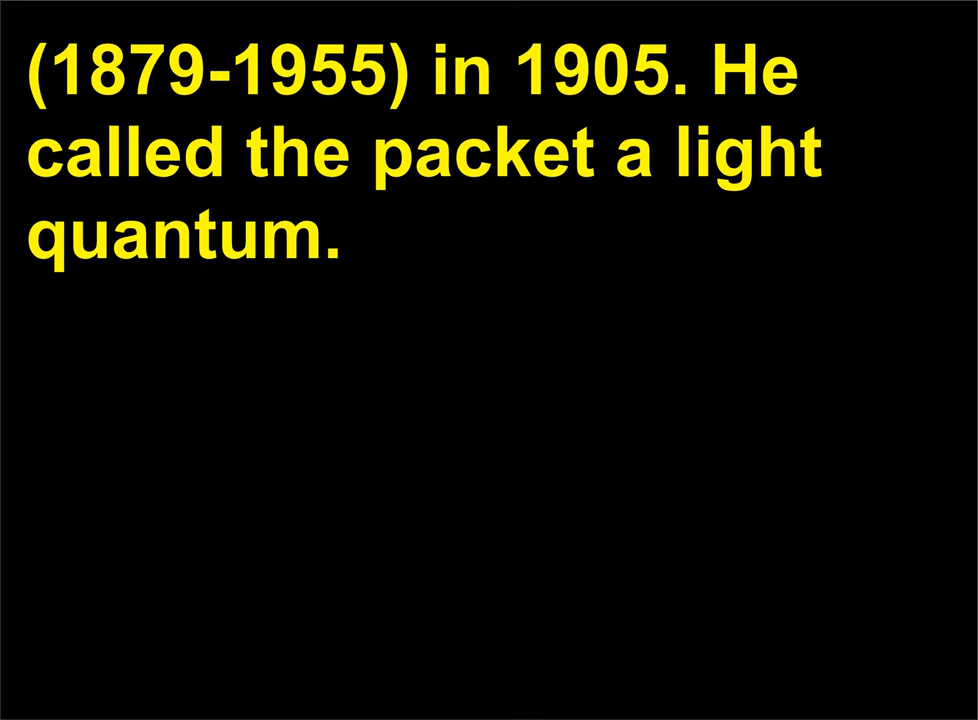 (1879-1955) in 1905. He
called the packet a light
quantum.